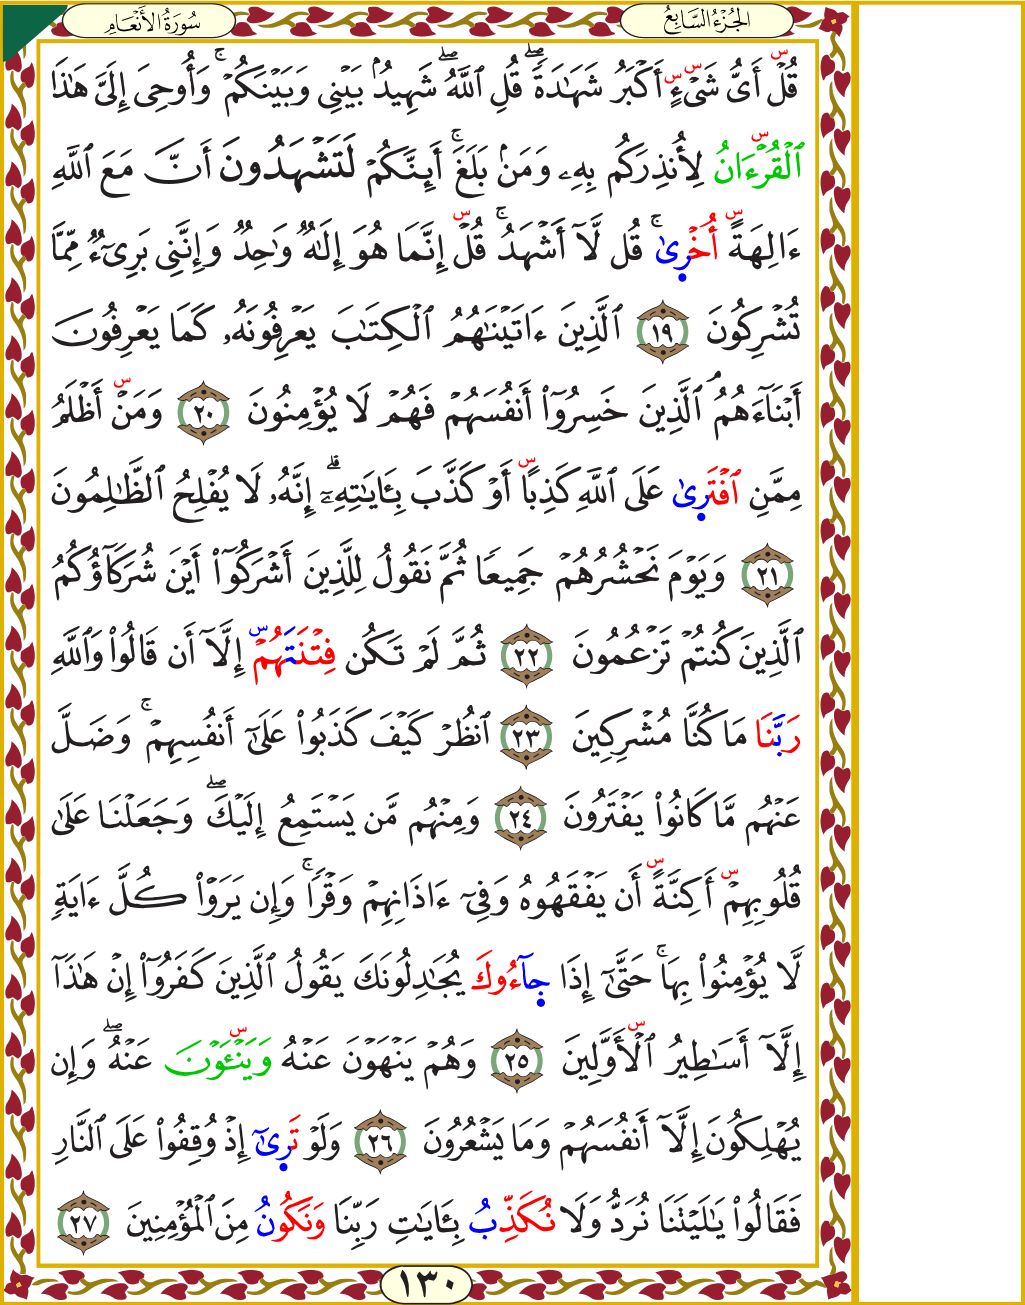 الجُزْءُ السَّابِعُ
سُورَةُ الأَنْعَامِ
قُلْ أَىُّ شَىْءٍ أَكْبَرُ شَهَـٰدَةًۖ قُلِ ٱللَّهُۖ شَهِيدُۢ بَيْنِى وَبَيْنَكُمْۚ وَأُوحِىَ إِلَىَّ هَـٰذَا
ٱلْقُرْءَانُ لِأُنذِرَكُم بِهِۦ وَمَنۢ بَلَغَۚ أَئِنَّكُمْ لَتَشْهَدُونَ أَنَّ مَعَ ٱللَّهِ
ءَالِهَةً أُخْرِىٰۚ قُل لَّآ أَشْهَدُۚ قُلْ إِنَّمَا هُوَ إِلَـٰهٌ وَٰحِدٌ وَإِنَّنِى بَرِىٓءٌ مِّمَّا
تُشْرِكُونَ ١٩ ٱلَّذِينَ ءَاتَيْنَـٰهُمُ ٱلْكِتَـٰبَ يَعْرِفُونَهُۥ كَمَا يَعْرِفُونَ
أَبْنَآءَهُمُۘ ٱلَّذِينَ خَسِرُوٓا۟ أَنفُسَهُمْ فَهُمْ لَا يُؤْمِنُونَ ٢٠ وَمَنْ أَظْلَمُ
مِمَّنِ ٱفْتَرِىٰ عَلَى ٱللَّهِ كَذِبًا أَوْ كَذَّبَ بِـَٔايَـٰتِهِۦٓۗ إِنَّهُۥ لَا يُفْلِحُ ٱلظَّـٰلِمُونَ
٢١ وَيَوْمَ نَحْشُرُهُمْ جَمِيعًا ثُمَّ نَقُولُ لِلَّذِينَ أَشْرَكُوٓا۟ أَيْنَ شُرَكَآؤُكُمُ
ٱلَّذِينَ كُنتُمْ تَزْعُمُونَ ٢٢ ثُمَّ لَمْ تَكُن فِتْنَتَهُمْ إِلَّآ أَن قَالُوا۟ وَٱللَّهِ
رَبَّنَا مَا كُنَّا مُشْرِكِينَ ٢٣ ٱنظُرْ كَيْفَ كَذَبُوا۟ عَلَىٰٓ أَنفُسِهِمْۚ وَضَلَّ
عَنْهُم مَّا كَانُوا۟ يَفْتَرُونَ ٢٤ وَمِنْهُم مَّن يَسْتَمِعُ إِلَيْكَۖ وَجَعَلْنَا عَلَىٰ
قُلُوبِهِمْ أَكِنَّةً أَن يَفْقَهُوهُ وَفِىٓ ءَاذَانِهِمْ وَقْرًاۚ وَإِن يَرَوْا۟ كُلَّ ءَايَةٍ
لَّا يُؤْمِنُوا۟ بِهَاۚ حَتَّىٰٓ إِذَا جِآءُوكَ يُجَـٰدِلُونَكَ يَقُولُ ٱلَّذِينَ كَفَرُوٓا۟ إِنْ هَـٰذَآ
إِلَّآ أَسَـٰطِيرُ ٱلْأَوَّلِينَ ٢٥ وَهُمْ يَنْهَوْنَ عَنْهُ وَيَنْـَٔوْنَ عَنْهُۖ وَإِن
يُهْلِكُونَ إِلَّآ أَنفُسَهُمْ وَمَا يَشْعُرُونَ ٢٦ وَلَوْ تَرِىٰٓ إِذْ وُقِفُوا۟ عَلَى ٱلنَّارِ
فَقَالُوا۟ يَـٰلَيْتَنَا نُرَدُّ وَلَا نُكَذِّبُ بِـَٔايَـٰتِ رَبِّنَا وَنَكُونُ مِنَ ٱلْمُؤْمِنِينَ ٢٧
١٣٠